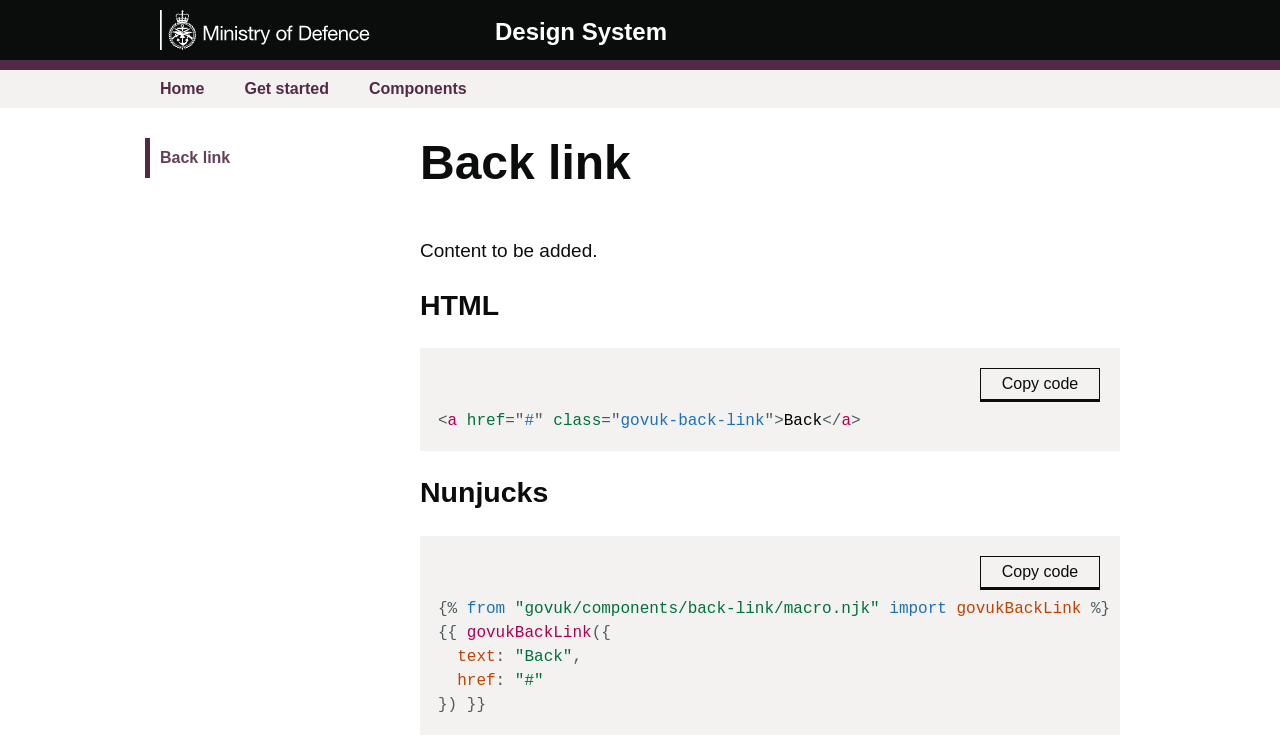 Ministry of Defence
Design System
Home Get started Components
Back link
Back link
Content to be added.
HTML
Copy code
<a href="#" class="govuk-back-link">Back</a>
Nunjucks
Copy code
{% from "govuk/components/back-link/macro.njk" import govukBackLink %}
{{ govukBackLink({
  text: "Back",
  href: "#"
}) }}